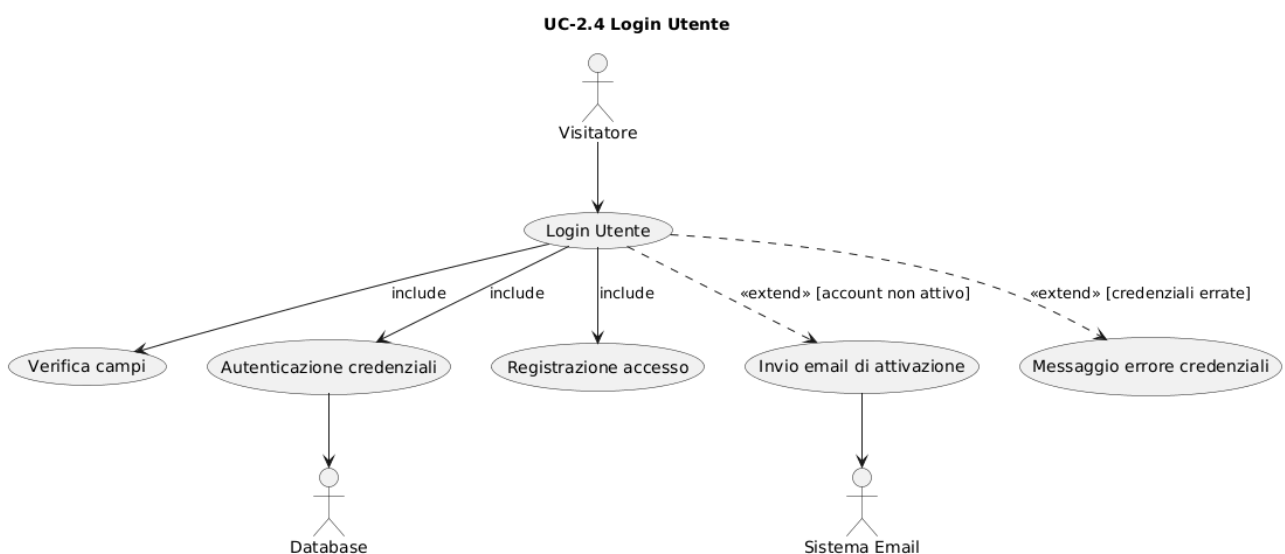 UC-2.4 Login Utente
Visitatore
Login Utente
include
include
include
«extend» [account non attivo]
«extend» [credenziali errate]
Verifica campi
Autenticazione credenziali
Registrazione accesso
Invio email di attivazione
Messaggio errore credenziali
Database
Sistema Email